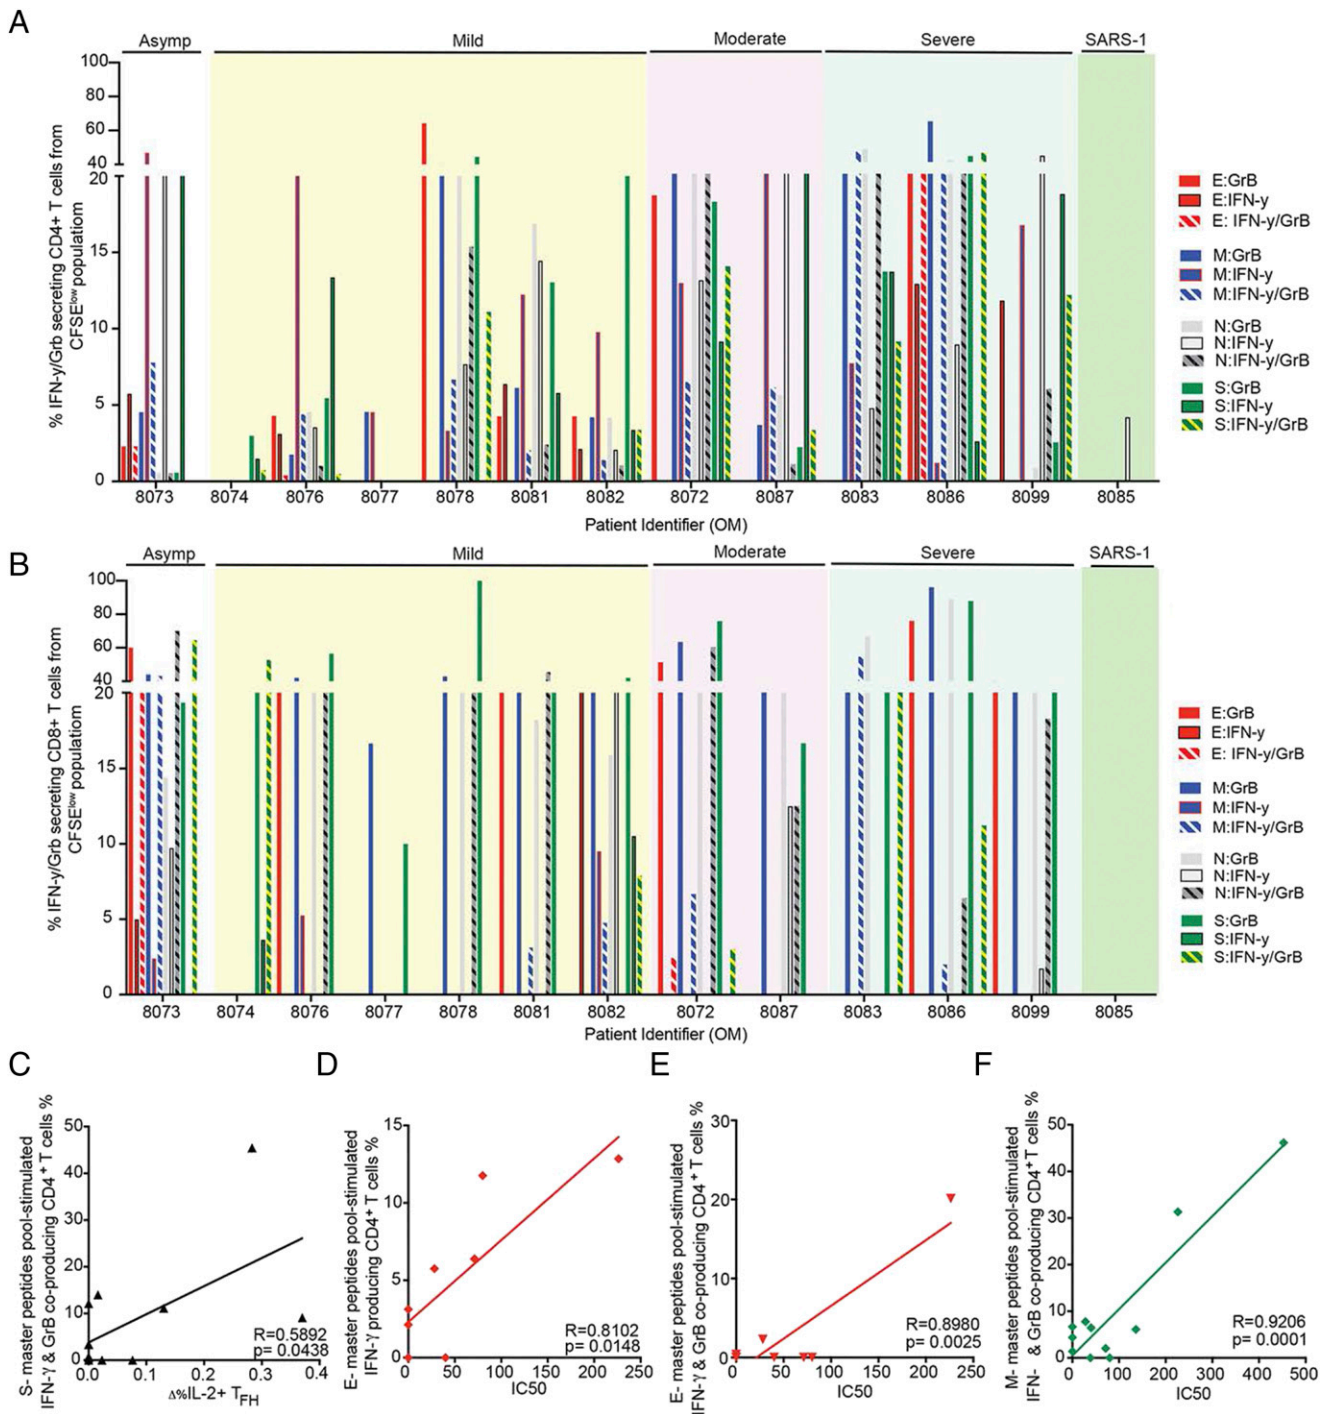 A
Asymp
Mild
Moderate
Severe
SARS-1
% IFN-y/Grb secreting CD4+ T cells from
CFSElow population
100
80
60
40
20
15
10
5
0
8073
8074
8076
8077
8078
8081
8082
8072
8087
8083
8086
8099
8085
Patient Identifier (OM)
E:GrB
E:IFN-y
E: IFN-y/GrB
M:GrB
M:IFN-y
M:IFN-y/GrB
N:GrB
N:IFN-y
N:IFN-y/GrB
S:GrB
S:IFN-y
S:IFN-y/GrB
B
Asymp
Mild
Moderate
Severe
SARS-1
% IFN-y/Grb secreting CD8+ T cells from
CFSElow population
100
80
60
40
20
15
10
5
0
8073
8074
8076
8077
8078
8081
8082
8072
8087
8083
8086
8099
8085
Patient Identifier (OM)
E:GrB
E:IFN-y
E: IFN-y/GrB
M:GrB
M:IFN-y
M:IFN-y/GrB
N:GrB
N:IFN-y
N:IFN-y/GrB
S:GrB
S:IFN-y
S:IFN-y/GrB
C
S- master peptides pool-stimulated
IFN-γ & GrB co-producing CD4+ T cells %
50
40
30
20
10
0
0.0
0.1
0.2
0.3
0.4
R=0.5892
p= 0.0438
Δ%IL-2+ TFH
D
E- master peptides pool-stimulated
IFN-γ producing CD4+ T cells %
15
10
5
0
0
50
100
150
200
250
R=0.8102
p= 0.0148
IC50
E
E- master peptides pool-stimulated
IFN-γ & GrB co-producing CD4+ T cells %
30
20
10
0
0
50
100
150
200
250
R=0.8980
p= 0.0025
IC50
F
M- master peptides pool-stimulated
IFN- & GrB co-producing CD4+T cells %
50
40
30
50
10
0
0
100
200
300
400
500
R=0.9206
p= 0.0001
IC50